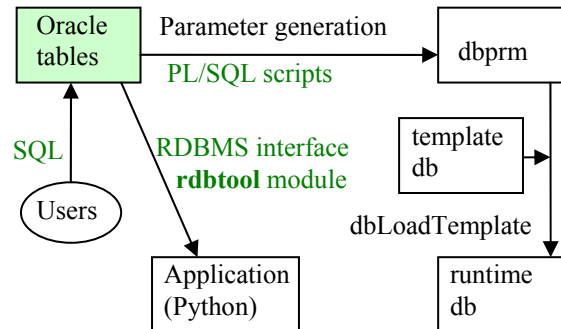 Oracle
tables
Parameter generation
PL/SQL scripts
dbprm
SQL
RDBMS interface
rdbtool module
template
db
Users
dbLoadTemplate
Application
(Python)
runtime
db